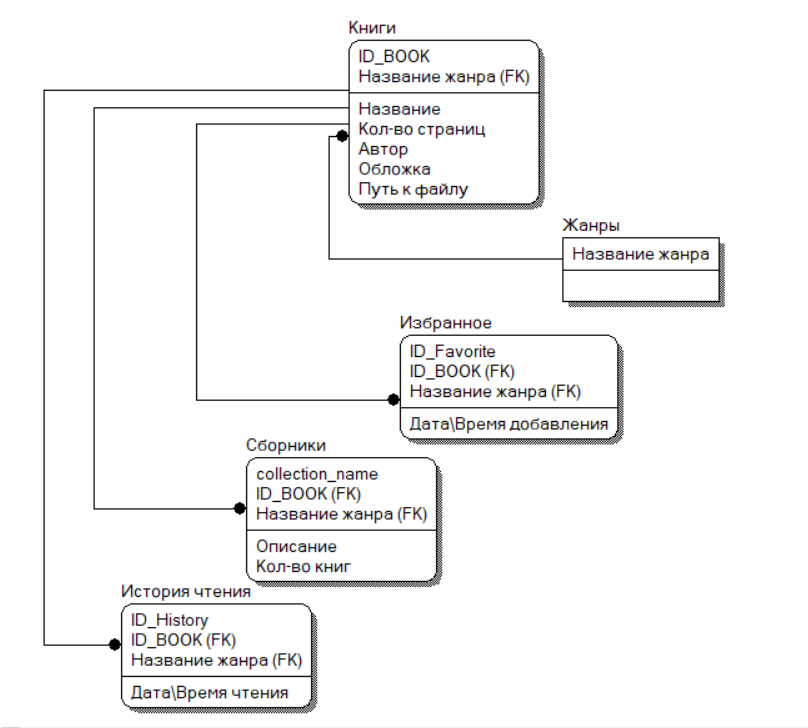 Книги
ID_BOOK
Название жанра (FK)
Название
Кол-во страниц
Автор
Обложка
Путь к файлу
Жанры
Название жанра
Избранное
ID_Favorite
ID_BOOK (FK)
Название жанра (FK)
Дата\Время добавления
Сборники
collection_name
ID_BOOK (FK)
Название жанра (FK)
Описание
Кол-во книг
История чтения
ID_History
ID_BOOK (FK)
Название жанра (FK)
Дата\Время чтения